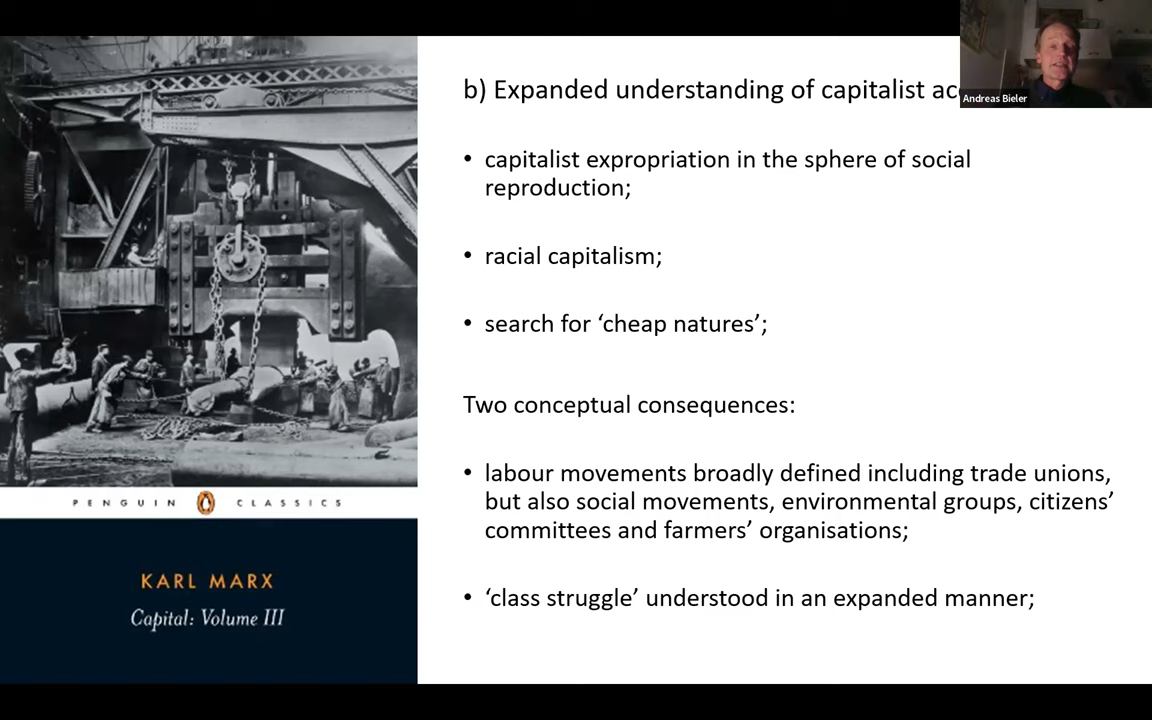 b) Expanded understanding of capitalist
Andreas Bieler
• capitalist expropriation in the sphere of social
reproduction;
• racial capitalism;
• search for ‘cheap natures’;
Two conceptual consequences:
• labour movements broadly defined including trade unions,
but also social movements, environmental groups, citizens’
committees and farmers’ organisations;
• ‘class struggle’ understood in an expanded manner;
PENGUIN CLASSICS
KARL MARX
Capital: Volume III